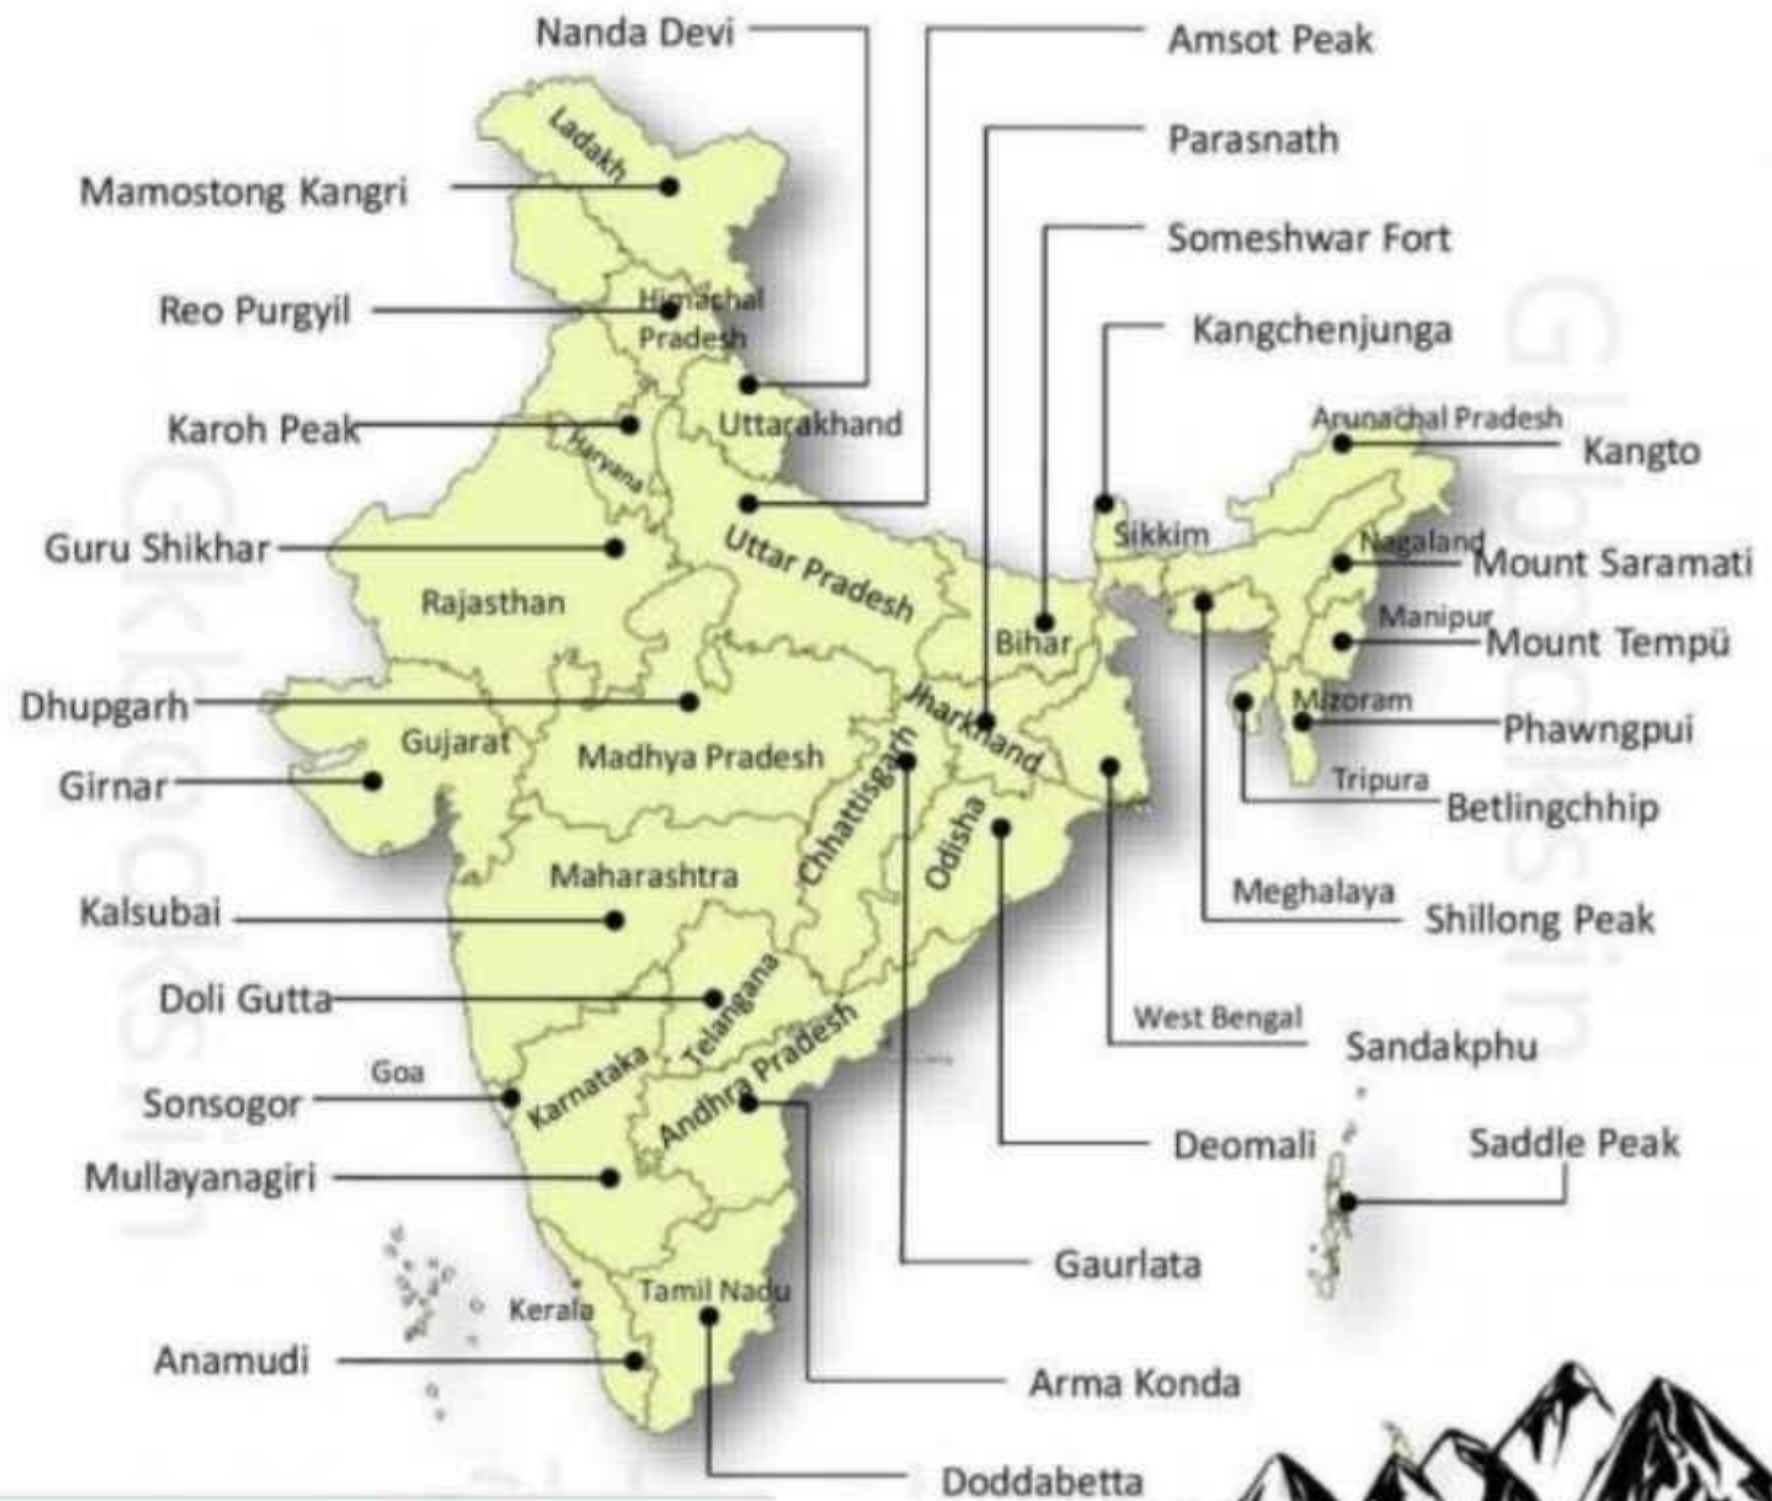 Nanda Devi
Amsot Peak
Ladakh
Parasnath
Mamostong Kangri
Someshwar Fort
Himachal
Pradesh
Reo Purgyil
Kangchenjunga
Karoh Peak
Haryana
Uttarakhand
Arunachal Pradesh
Kangto
Guru Shikhar
Uttar Pradesh
Sikkim
Nagaland
Mount Saramati
Rajasthan
Bihar
Manipur
Mount Tempü
Dhupgarh
Jharkhand
Mizoram
Phawngpui
Gujarat
Madhya Pradesh
Girnar
Chhattisgarh
Tripura
Betlingchhip
Odisha
Maharashtra
Kalsubai
Meghalaya
Shillong Peak
Doli Gutta
Telangana
West Bengal
Sandakphu
Goa
Sonsogor
Karnataka
Andhra Pradesh
Deomali
Saddle Peak
Mullayanagiri
Gaurlata
Tamil Nadu
Kerala
Anamudi
Arma Konda
Doddabetta